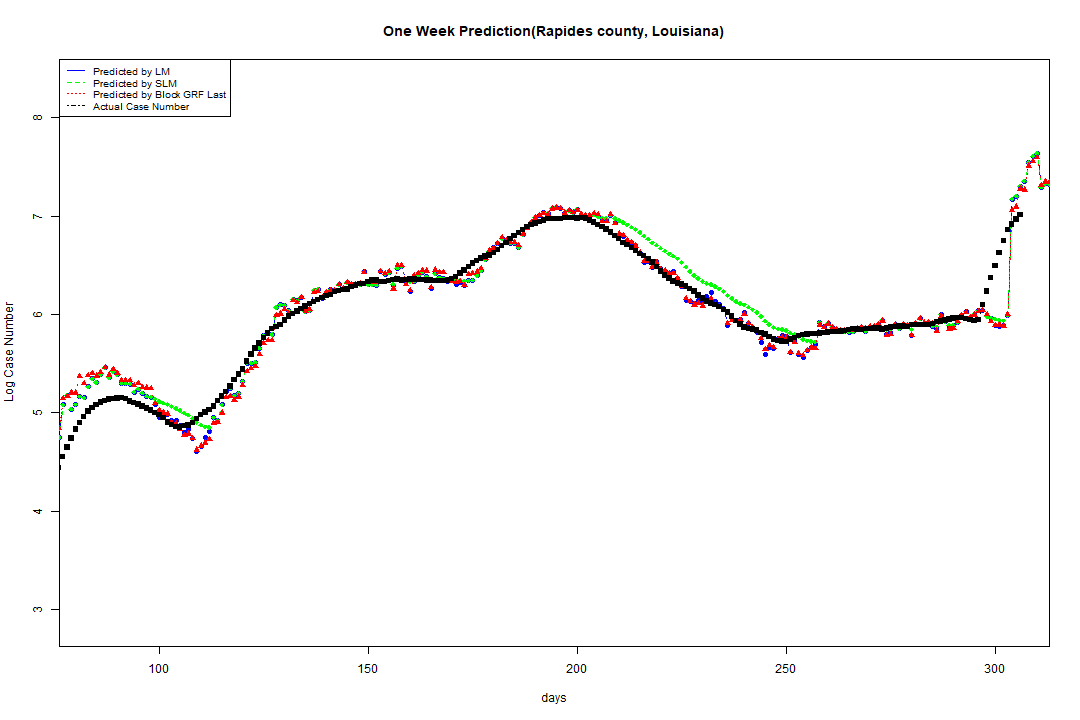 One Week Prediction(Rapides county, Louisiana)
Predicted by LM
Predicted by SLM
Predicted by Block GRF Last
Actual Case Number
8
7
6
5
4
3
Log Case Number
100 150 200 250 300
days